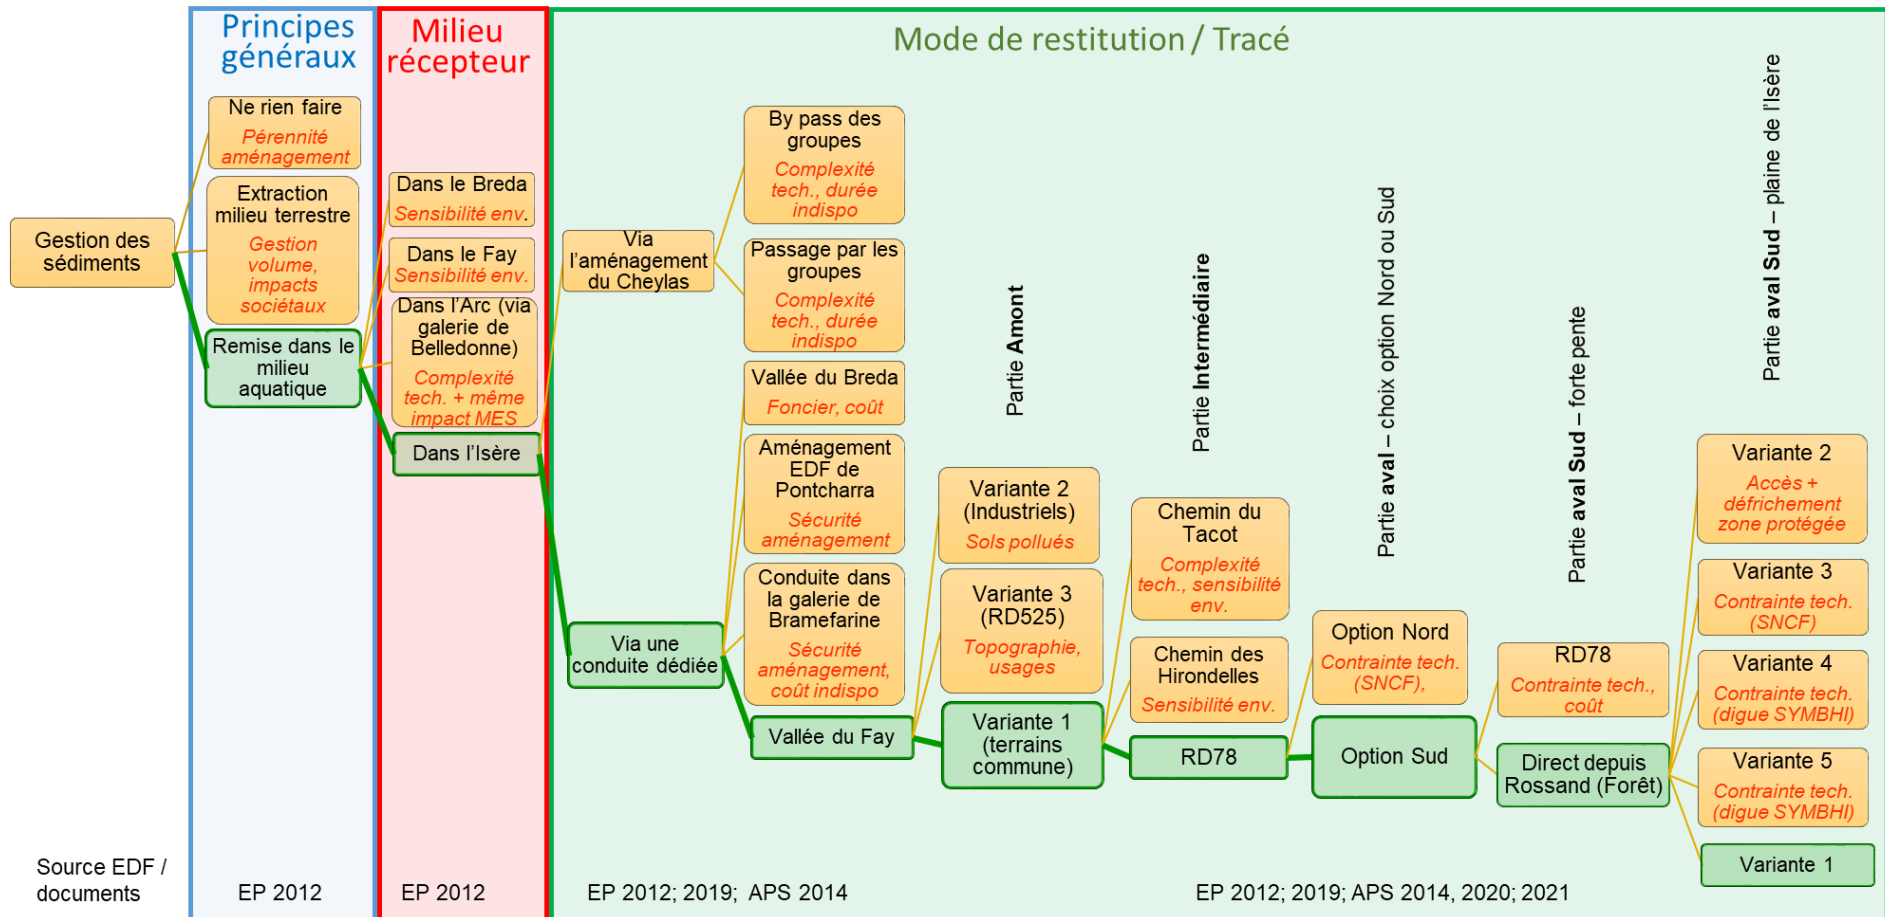 Principes
généraux
Milieu
récepteur
Mode de restitution / Tracé
Gestion des
sédiments
Ne rien faire
Pérennité
aménagement
Extraction
milieu terrestre
Gestion
volume,
impacts
sociétaux
Remise dans le
milieu
aquatique
Dans le Breda
Sensibilité env.
Dans le Fay
Sensibilité env.
Dans l'Arc (via
galerie de
Belledonne)
Complexité
tech. + même
impact MES
Dans l'Isère
Via
l'aménagement
du Cheylas
Via une
conduite dédiée
By pass des
groupes
Complexité
tech., durée
indispo
Passage par les
groupes
Complexité
tech., durée
indispo
Vallée du Breda
Foncier, coût
Aménagement
EDF de
Pontcharra
Sécurité
aménagement
Conduite dans
la galerie de
Bramefarine
Sécurité
aménagement,
coût indispo
Vallée du Fay
Partie Amont
Variante 2
(Industriels)
Sols pollués
Variante 3
(RD525)
Topographie,
usages
Variante 1
(terrains
commune)
Partie Intermédiaire
Chemin du
Tacot
Complexité
tech., sensibilité
env.
Chemin des
Hirondelles
Sensibilité env.
RD78
Partie aval – choix option Nord ou Sud
Option Nord
Contrainte tech.
(SNCF),
Option Sud
Partie aval Sud – forte pente
RD78
Contrainte tech.,
coût
Direct depuis
Rossand (Forêt)
Partie aval Sud – plaine de l'Isère
Variante 2
Accès +
défrichement
zone protégée
Variante 3
Contrainte tech.
(SNCF)
Variante 4
Contrainte tech.
(digue SYMBHI)
Variante 5
Contrainte tech.
(digue SYMBHI)
Variante 1
Source EDF /
documents
EP 2012
EP 2012
EP 2012; 2019; APS 2014
EP 2012; 2019; APS 2014, 2020; 2021